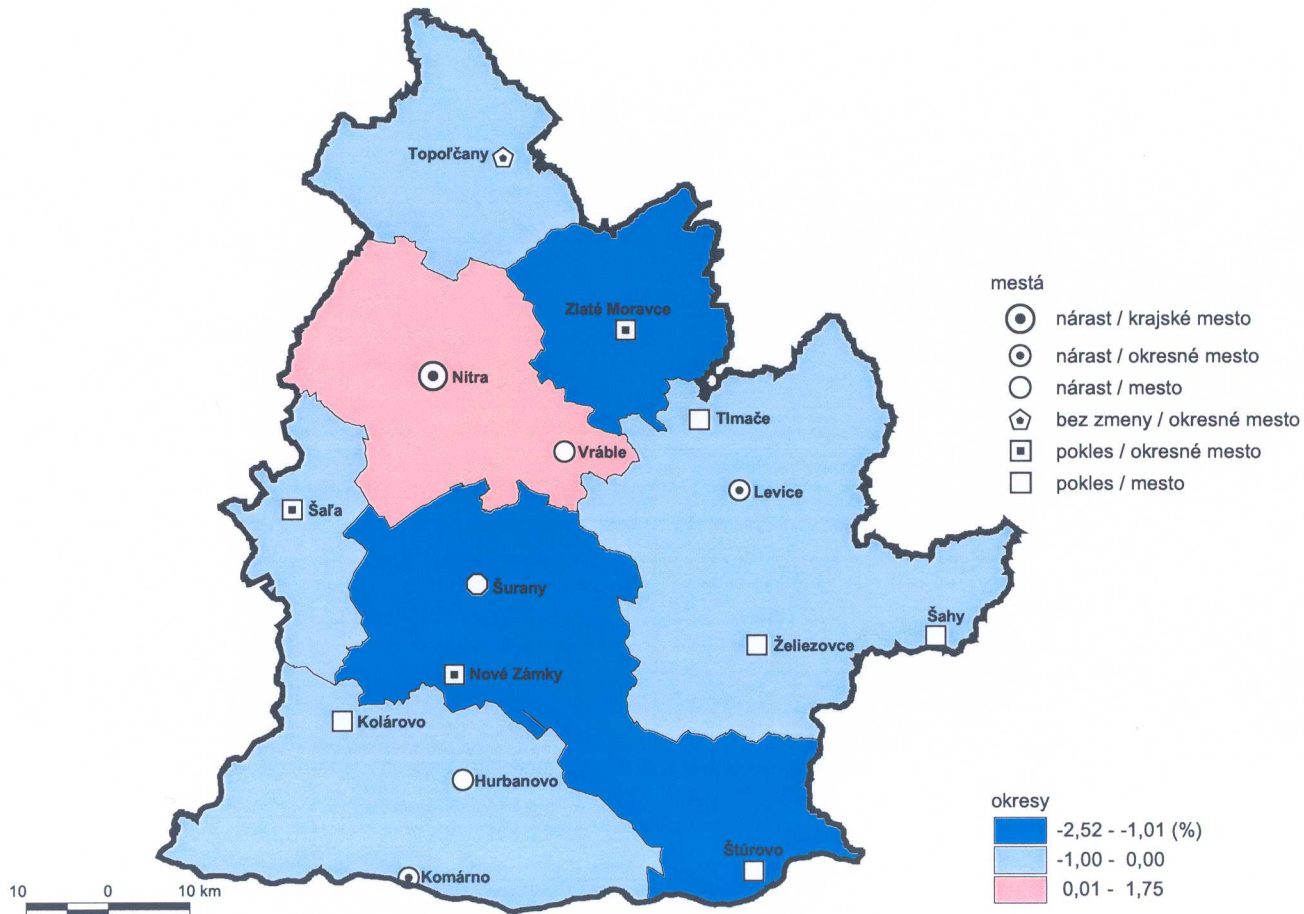 Topoľčany
Zlaté Moravce
Nitra
Tlmače
Vráble
Levice
Šaľa
Šurany
Šahy
Želiezovce
Nové Zámky
Kolárovo
Hurbanovo
Štúrovo
Komárno
10 0 10 km
mestá
nárast / krajské mesto
nárast / okresné mesto
nárast / mesto
bez zmeny / okresné mesto
pokles / okresné mesto
pokles / mesto
okresy
-2,52 - -1,01 (%)
-1,00 - 0,00
0,01 - 1,75